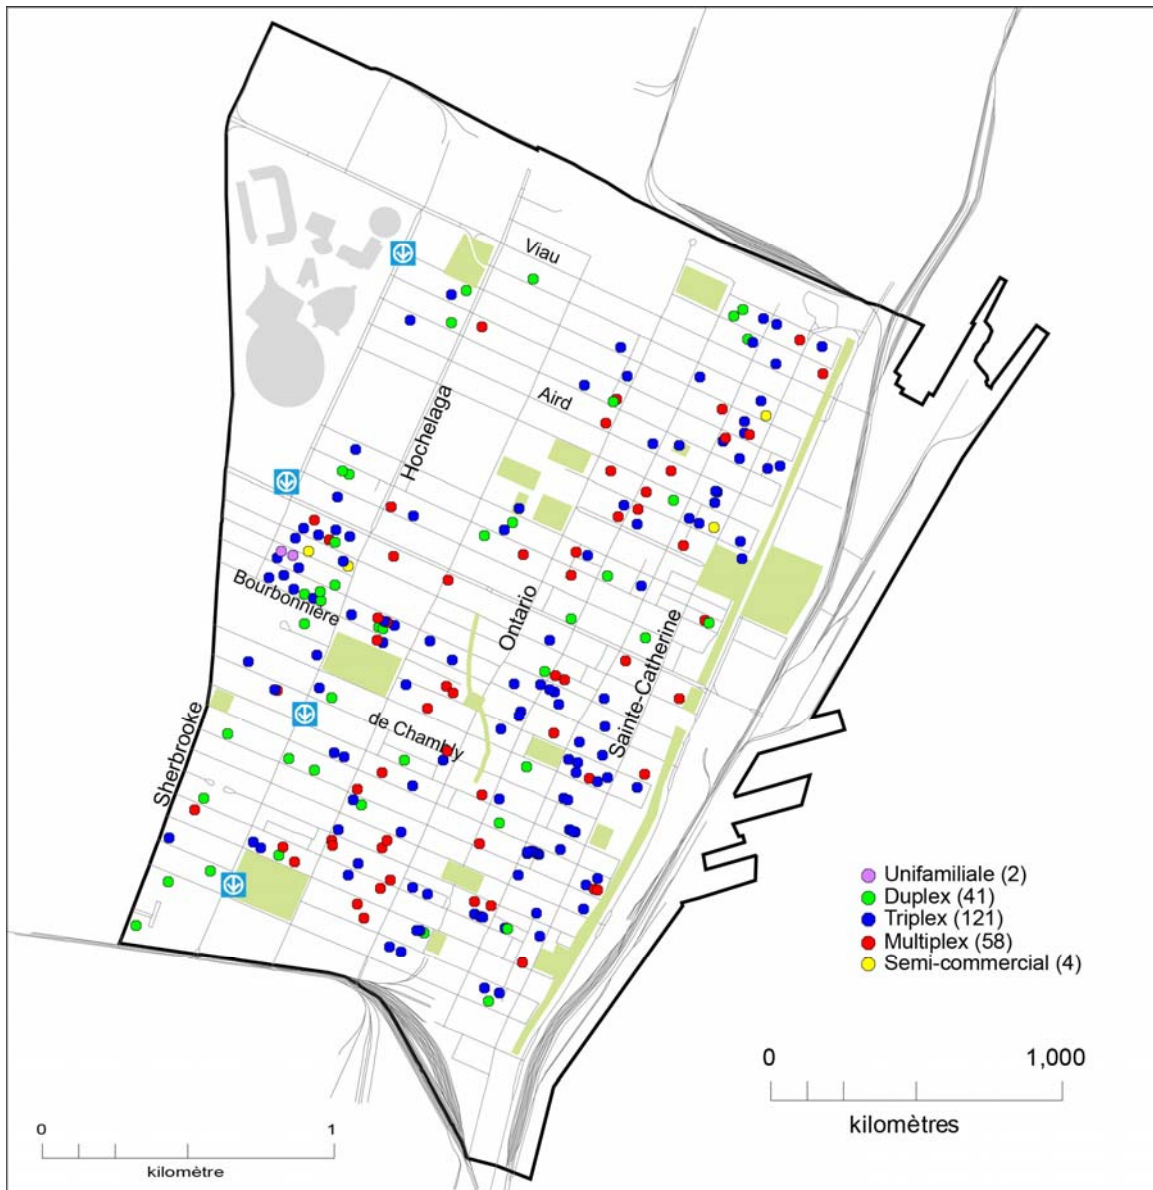 Viau
Aird
Hochelaga
Bourbonnière
Ontario
Sainte-Catherine
de Chambly
Sherbrooke
Unifamiliale (2)
Duplex (41)
Triplex (121)
Multiplex (58)
Semi-commercial (4)
0 1,000
kilomètres
0 1
kilomètre